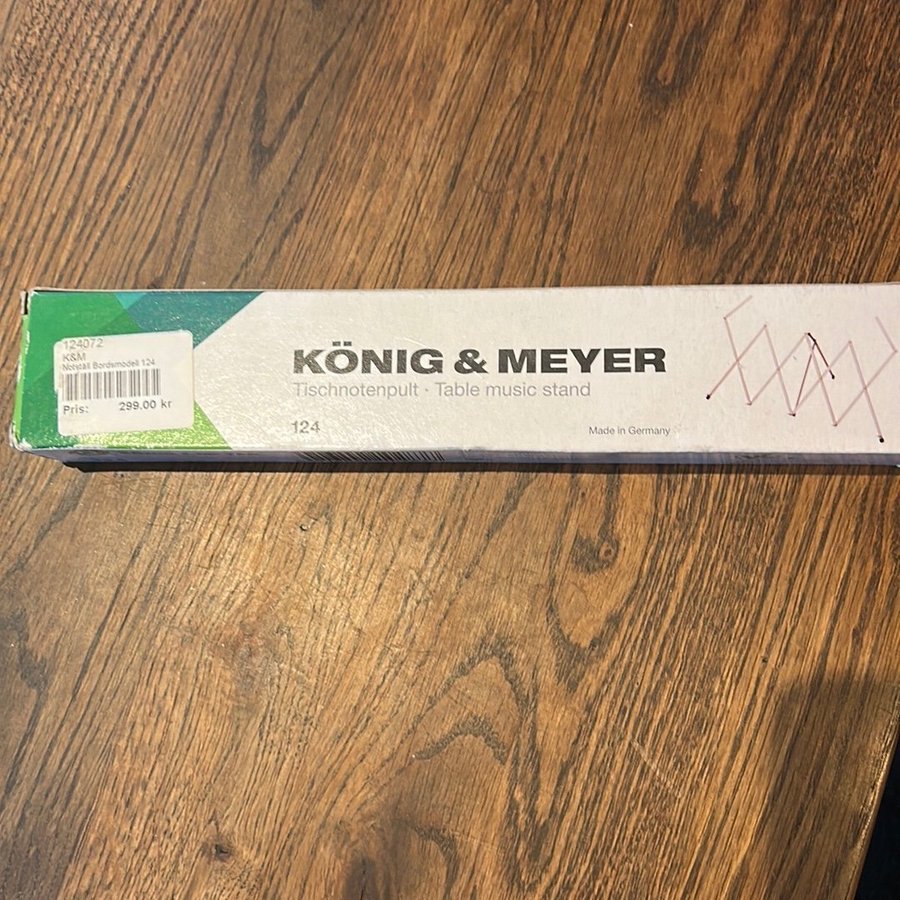 124072
K&M
Notställ Bordsmodell 124
Pris: 299.00 kr
KÖNIG & MEYER
Tischnotenpult · Table music stand
124
Made in Germany